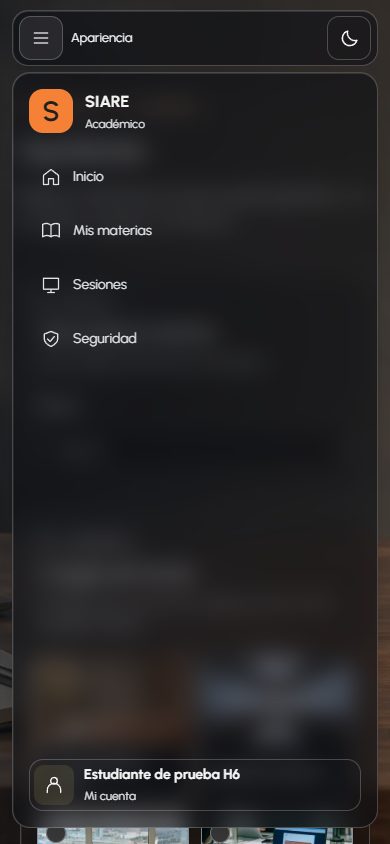 Apariencia
S
SIARE
Académico
Inicio
Mis materias
Sesiones
Seguridad
Estudiante de prueba H6
Mi cuenta